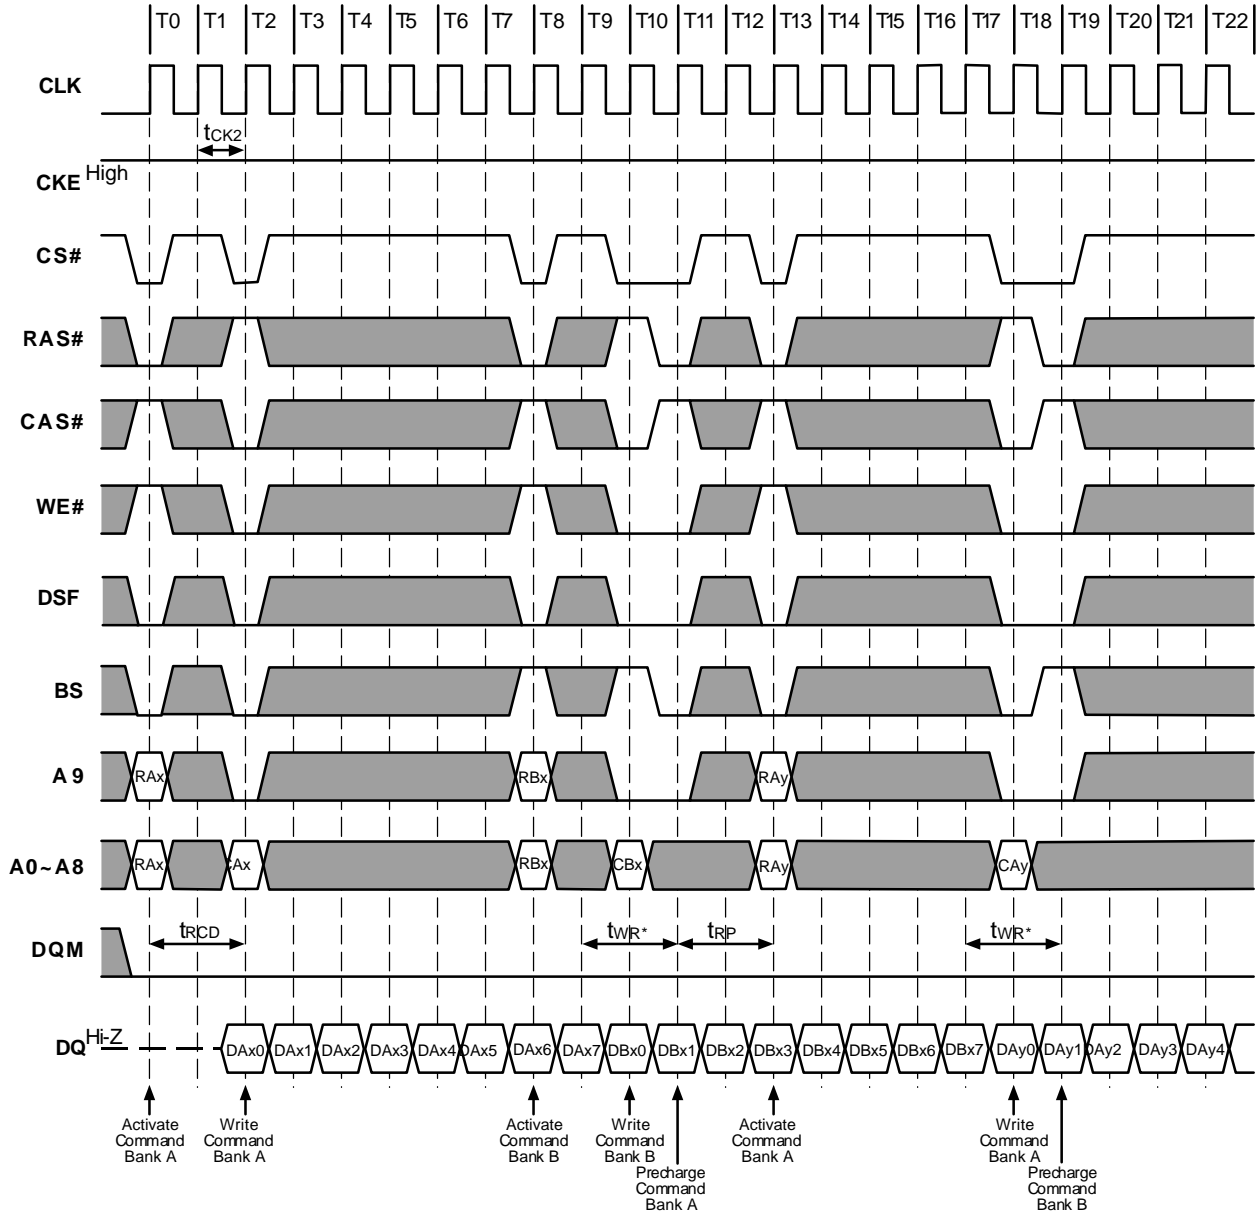 T0 T1 T2 T3 T4 T5 T6 T7 T8 T9 T10 T11 T12 T13 T14 T15 T16 T17 T18 T19 T20 T21 T22
CLK
tCK2
CKE High
CS#
RAS#
CAS#
WE#
DSF
BS
A9 RAx RBx RAy
A0~A8 RAx CAx RBx CBx RAy CAy
DQM tRCD tWR* tRP tWR*
DQ Hi-Z DAx0 DAx1 DAx2 DAx3 DAx4 DAx5 DAx6 DAx7 DBx0 DBx1 DBx2 DBx3 DBx4 DBx5 DBx6 DBx7 DAy0 DAy1 DAy2 DAy3 DAy4
Activate
Command
Bank A
Write
Command
Bank A
Activate
Command
Bank B
Write
Command
Bank B
Precharge
Command
Bank A
Activate
Command
Bank A
Write
Command
Bank A
Precharge
Command
Bank B